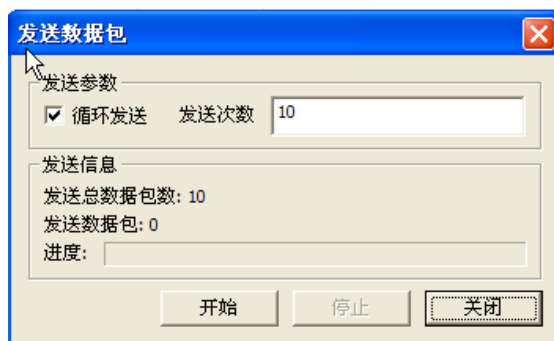 发送数据包
发送参数
循环发送 发送次数 10
发送信息
发送总数据包数: 10
发送数据包: 0
进度:
开始 停止 关闭